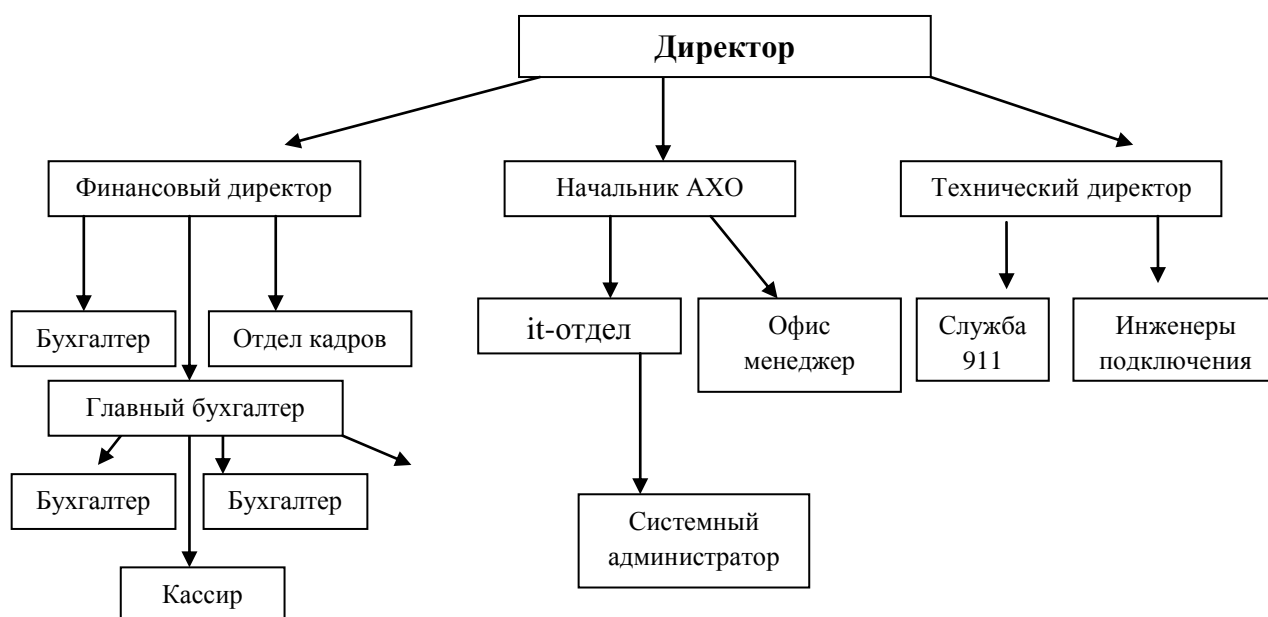 Директор
Финансовый директор
Начальник АХО
Технический директор
Бухгалтер
Отдел кадров
it-отдел
Офис
менеджер
Служба
911
Инженеры
подключения
Главный бухгалтер
Бухгалтер
Бухгалтер
Системный
администратор
Кассир